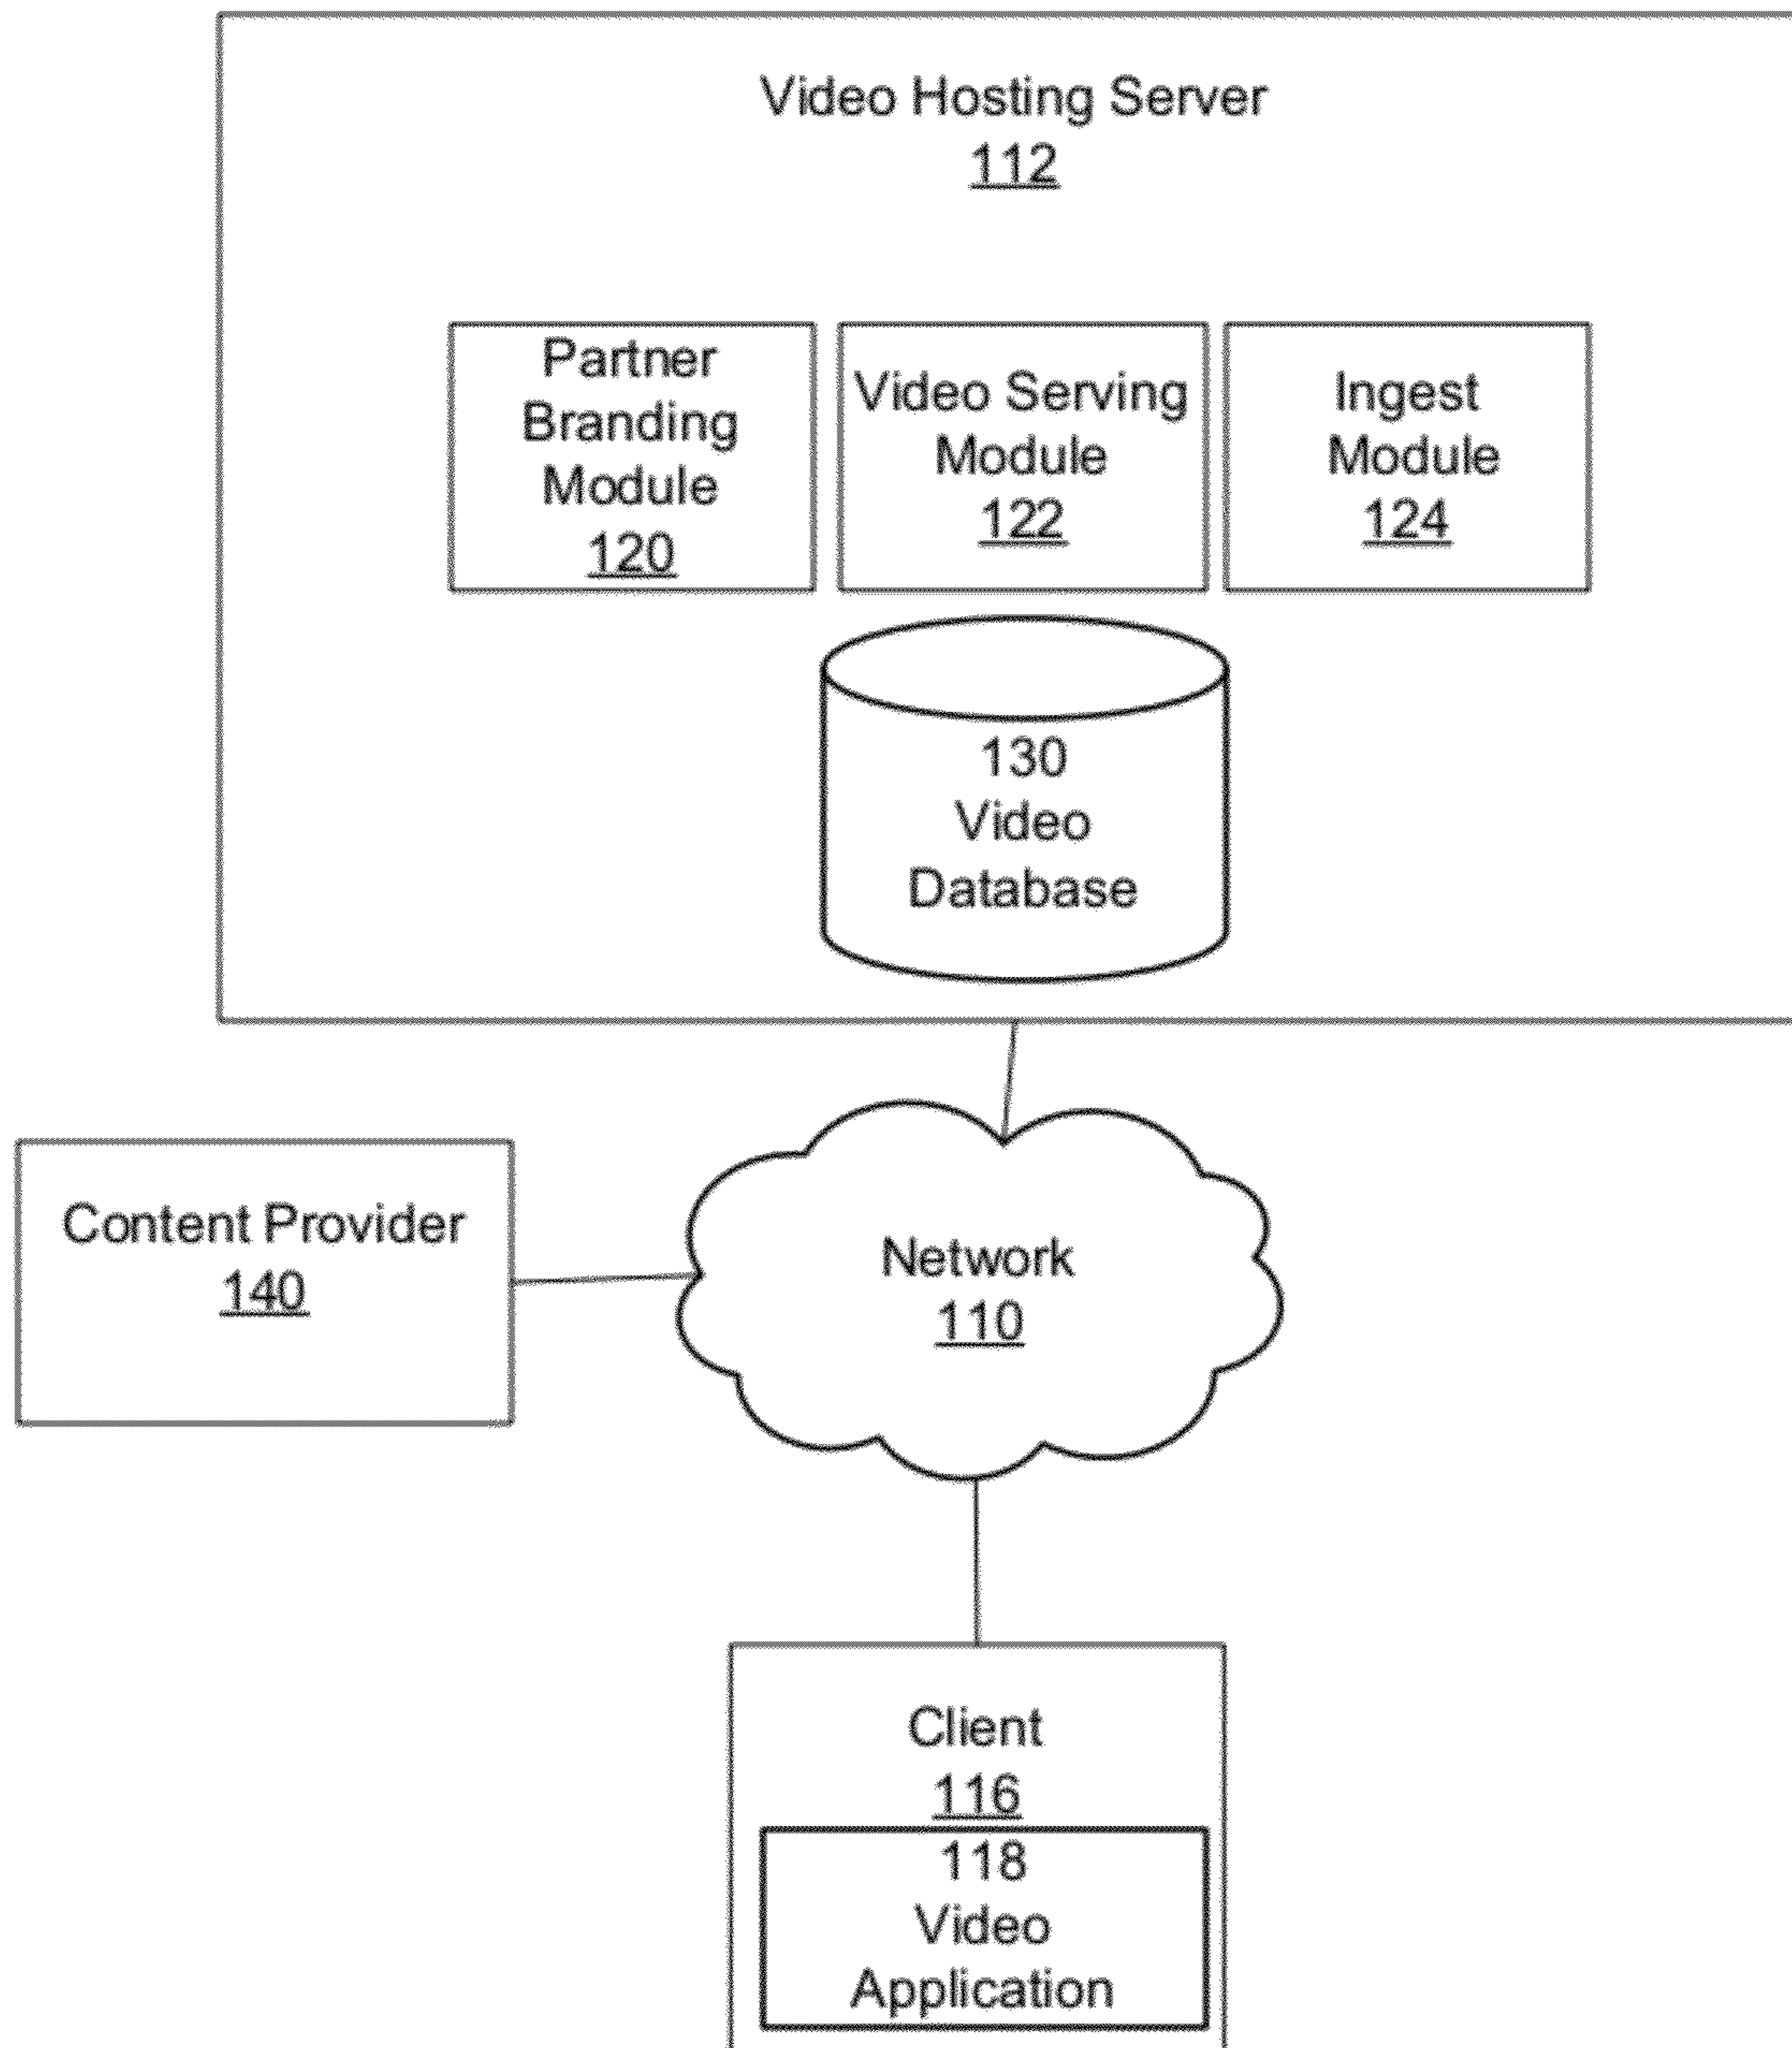 Video Hosting Server
112
Partner
Branding
Module
120
Video Serving
Module
122
Ingest
Module
124
130
Video
Database
Content Provider
140
Network
110
Client
116
118
Video
Application